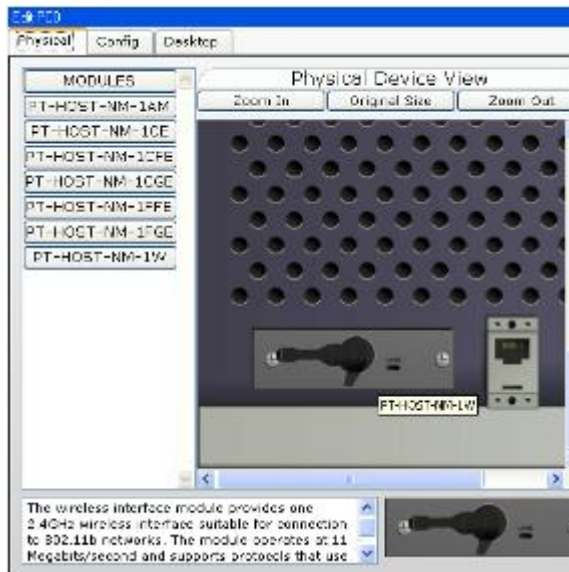 Edit PC0
Physical Config Desktop
MODULES
PT-HOST-NM-1AM
PT-HOST-NM-1CE
PT-HOST-NM-1CFE
PT-HOST-NM-1CGE
PT-HOST-NM-1FFE
PT-HOST-NM-1FGE
PT-HOST-NM-1W
Physical Device View
Zoom In Original Size Zoom Out
PT-HOST-NM-1W
The wireless interface module provides one
2.4GHz wireless interface suitable for connection
to 802.11b networks. The module operates at 11
Megabits/second and supports protocols that use